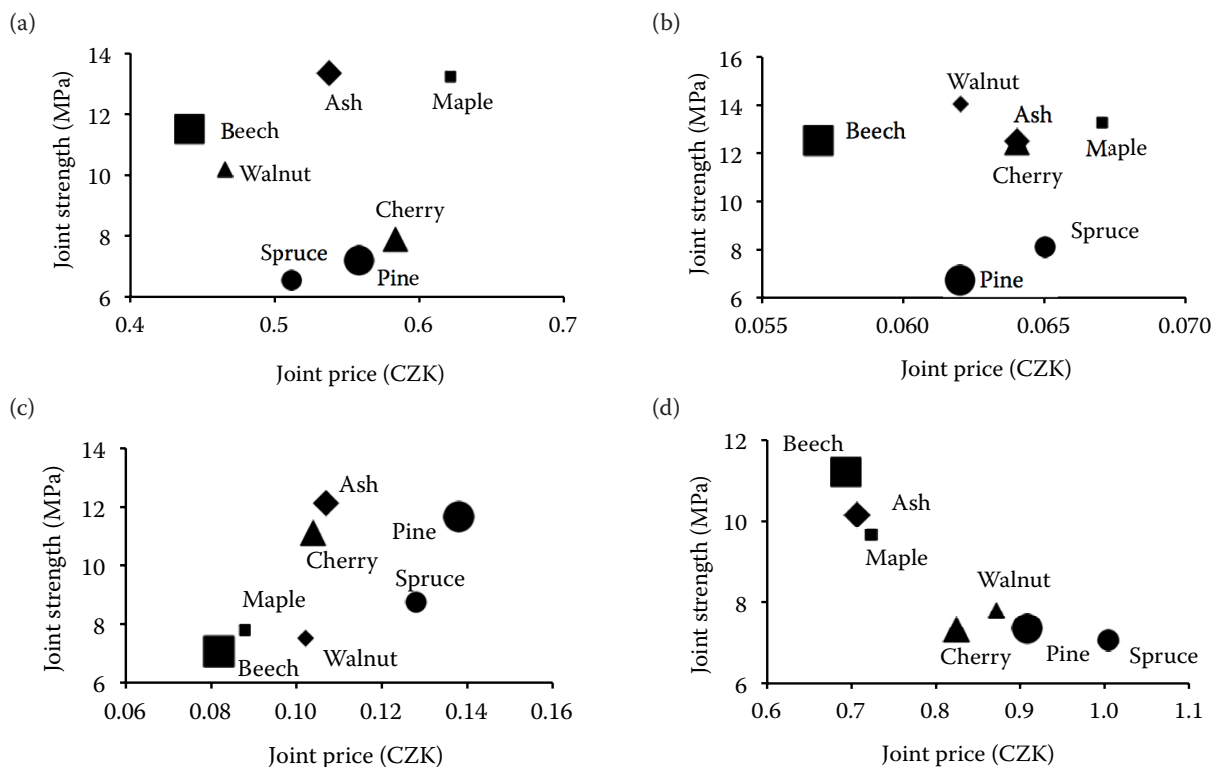 (a)
Joint strength (MPa)
14
12
10
8
6
Ash
Maple
Beech
Walnut
Cherry
Spruce
Pine
0.4 0.5 0.6 0.7
Joint price (CZK)
(b)
Joint strength (MPa)
16
14
12
10
8
6
Walnut
Beech
Ash
Maple
Cherry
Spruce
Pine
0.055 0.060 0.065 0.070
Joint price (CZK)
(c)
Joint strength (MPa)
14
12
10
8
6
Ash
Pine
Cherry
Spruce
Maple
Beech
Walnut
0.06 0.08 0.10 0.12 0.14 0.16
Joint price (CZK)
(d)
Joint strength (MPa)
12
10
8
6
Beech
Ash
Maple
Walnut
Cherry
Pine
Spruce
0.6 0.7 0.8 0.9 1.0 1.1
Joint price (CZK)